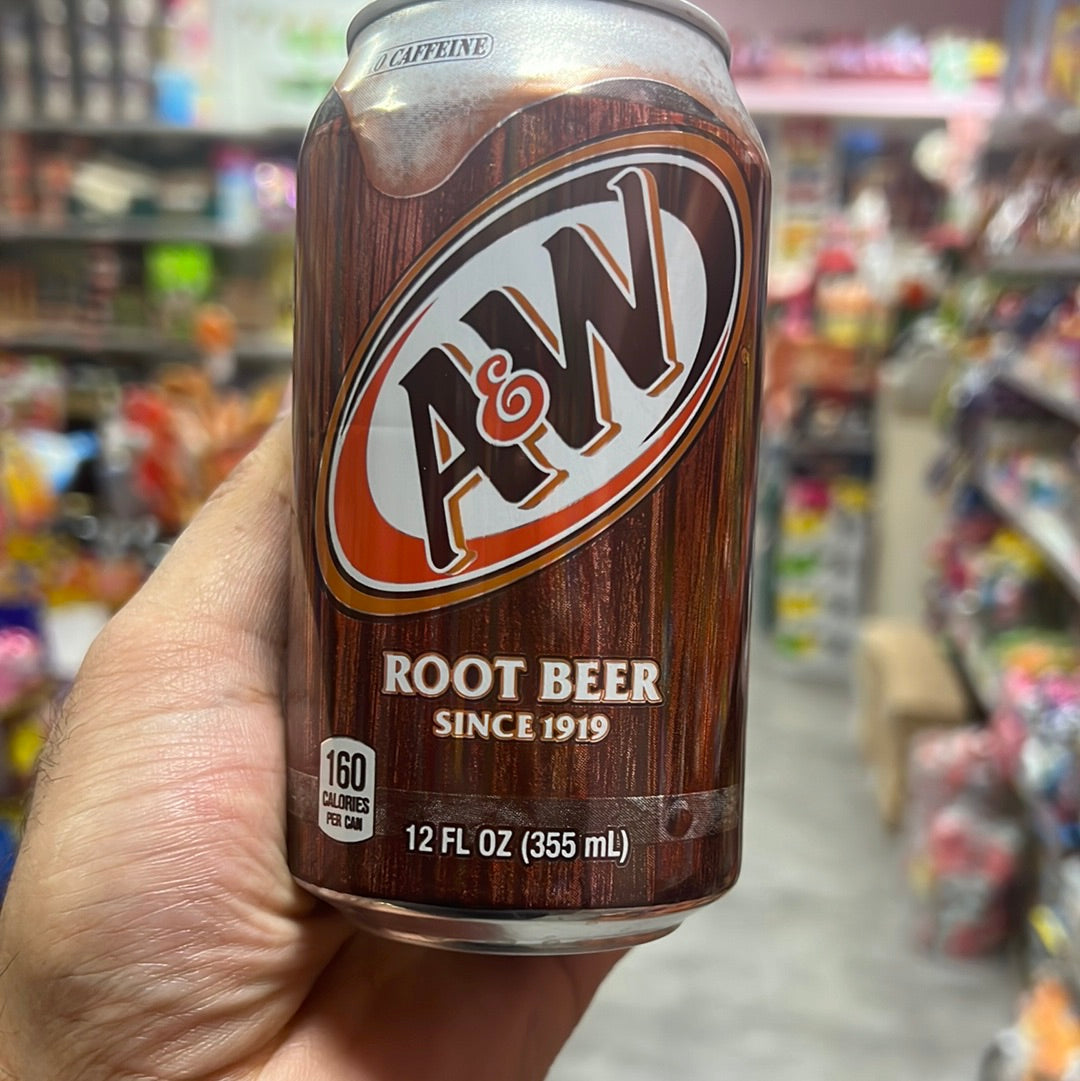 O CAFFEINE
A&W
ROOT BEER
SINCE 1919
160
CALORIES
PER CAN
12 FL OZ (355 mL)